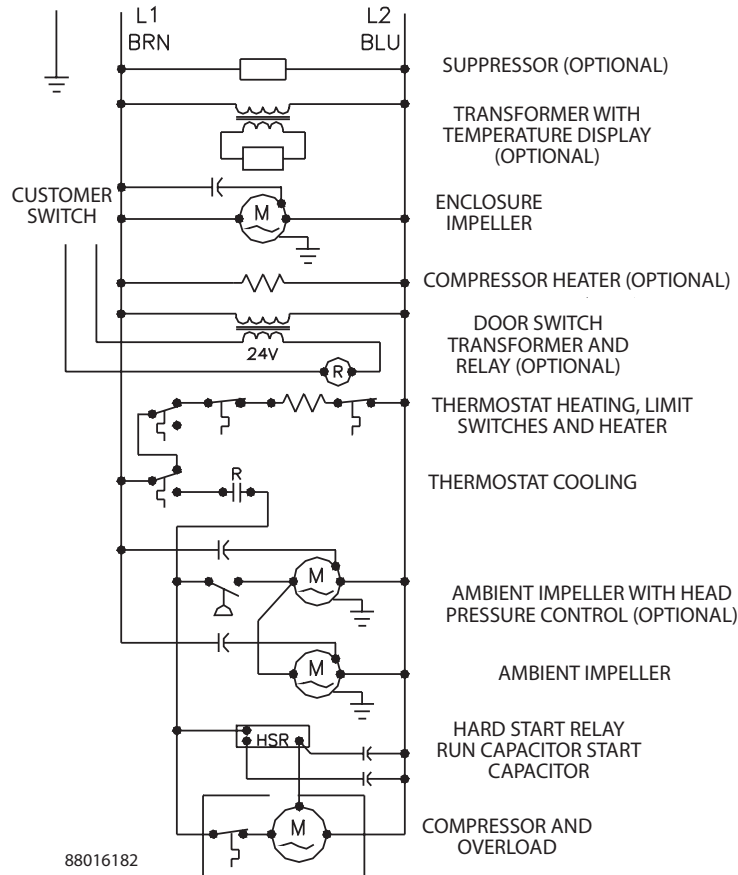 L1
BRN
L2
BLU
SUPPRESSOR (OPTIONAL)
TRANSFORMER WITH
TEMPERATURE DISPLAY
(OPTIONAL)
CUSTOMER
SWITCH
M
ENCLOSURE
IMPELLER
COMPRESSOR HEATER (OPTIONAL)
24V
R
DOOR SWITCH
TRANSFORMER AND
RELAY (OPTIONAL)
THERMOSTAT HEATING, LIMIT
SWITCHES AND HEATER
R
THERMOSTAT COOLING
M
AMBIENT IMPELLER WITH HEAD
PRESSURE CONTROL (OPTIONAL)
M
AMBIENT IMPELLER
HSR
HARD START RELAY
RUN CAPACITOR START
CAPACITOR
M
COMPRESSOR AND
OVERLOAD
88016182